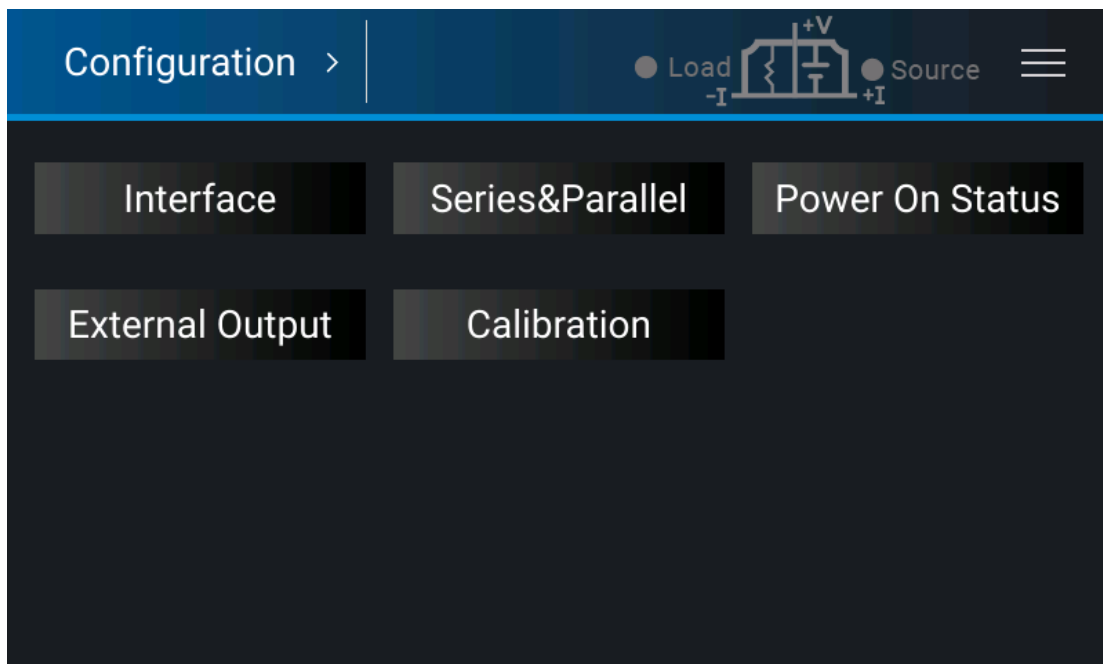 Configuration >
+V
Load
Source
-I
+I
Interface
Series&Parallel
Power On Status
External Output
Calibration